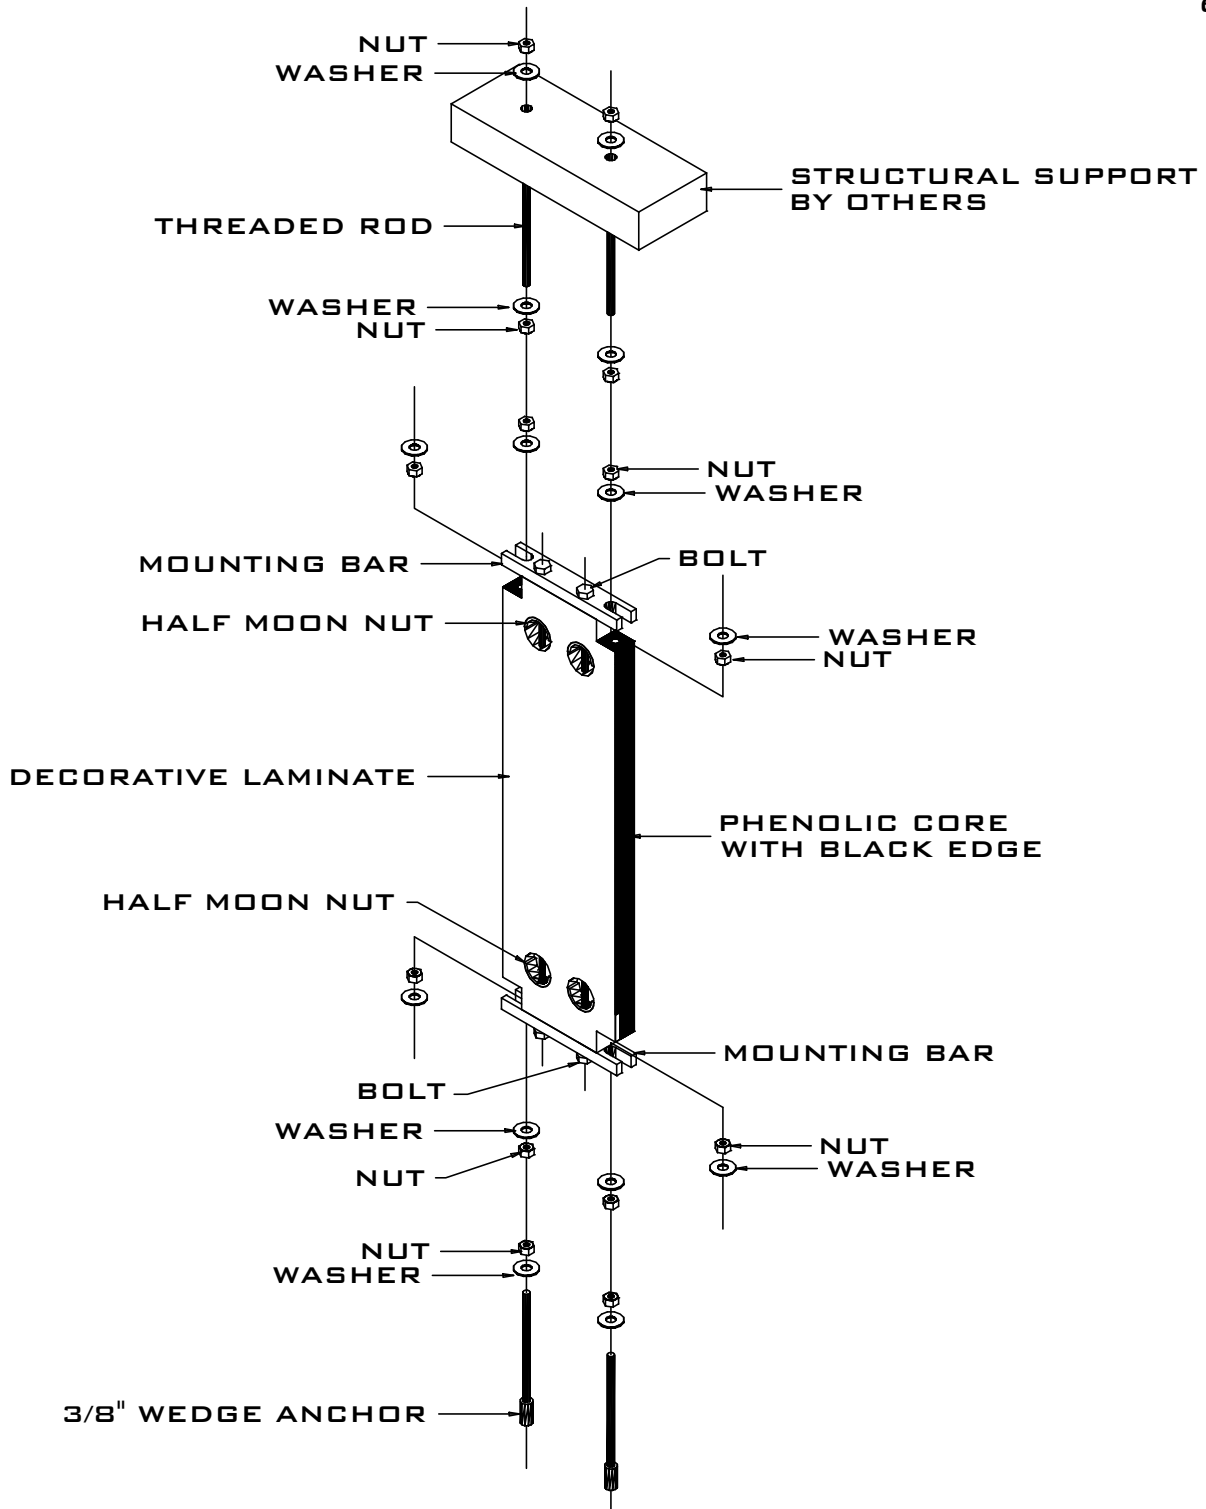 NUT
WASHER
STRUCTURAL SUPPORT
BY OTHERS
THREADED ROD
WASHER
NUT
NUT
WASHER
MOUNTING BAR
BOLT
HALF MOON NUT
WASHER
NUT
DECORATIVE LAMINATE
PHENOLIC CORE
WITH BLACK EDGE
HALF MOON NUT
MOUNTING BAR
BOLT
WASHER
NUT
NUT
WASHER
NUT
WASHER
3/8" WEDGE ANCHOR